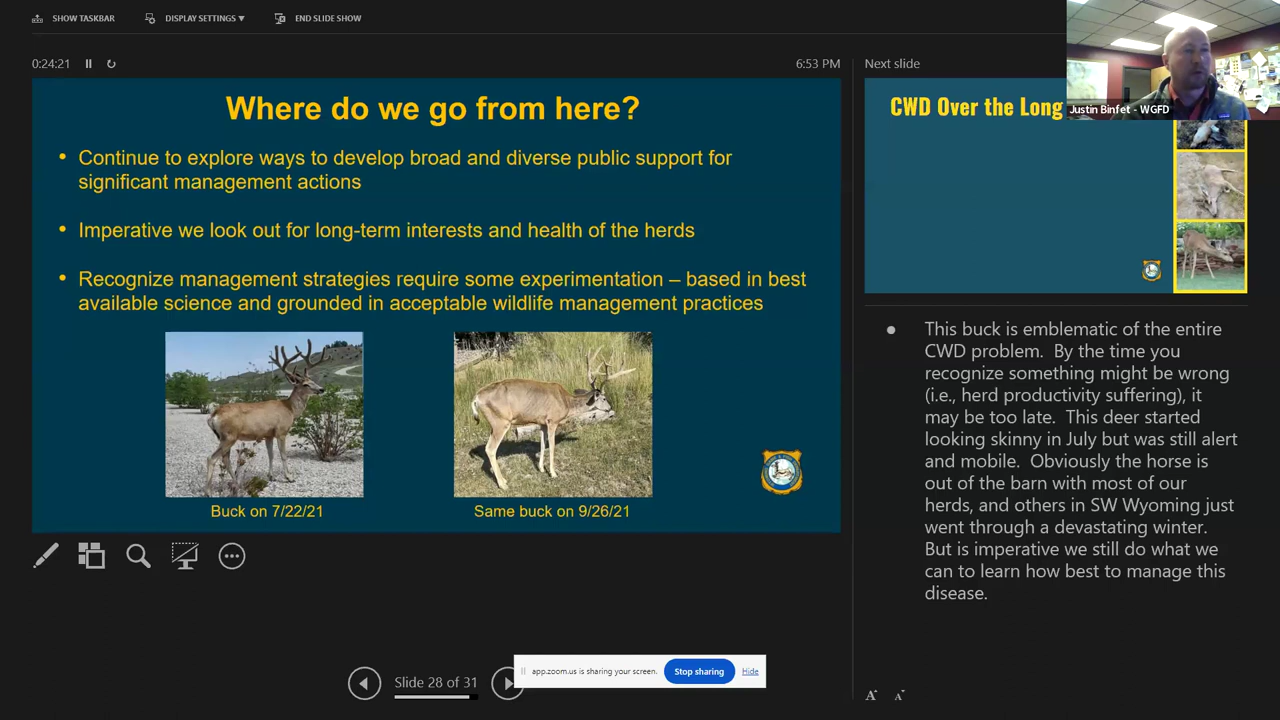 SHOW TASKBAR
DISPLAY SETTINGS ▼
END SLIDE SHOW
0:24:21
6:53 PM
Where do we go from here?
• Continue to explore ways to develop broad and diverse public support for
significant management actions
• Imperative we look out for long-term interests and health of the herds
• Recognize management strategies require some experimentation – based in best
available science and grounded in acceptable wildlife management practices
Buck on 7/22/21
Same buck on 9/26/21
Next slide
CWD Over the Long
Justin Binfet - WGFD
• This buck is emblematic of the entire
CWD problem. By the time you
recognize something might be wrong
(i.e., herd productivity suffering), it
may be too late. This deer started
looking skinny in July but was still alert
and mobile. Obviously the horse is
out of the barn with most of our
herds, and others in SW Wyoming just
went through a devastating winter.
But is imperative we still do what we
can to learn how best to manage this
disease.
Slide 28 of 31
app.zoom.us is sharing your screen.
Stop sharing
Hide
A
A